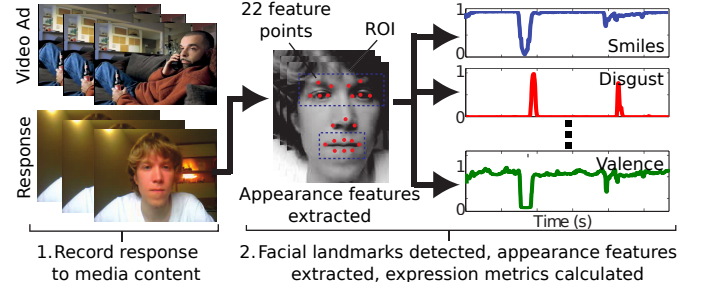 Video Ad
Response
22 feature
points
ROI
Appearance features
extracted
1
0
Smiles
1
0
Disgust
1
0
Valence
Time (s)
1. Record response
to media content
2. Facial landmarks detected, appearance features
extracted, expression metrics calculated